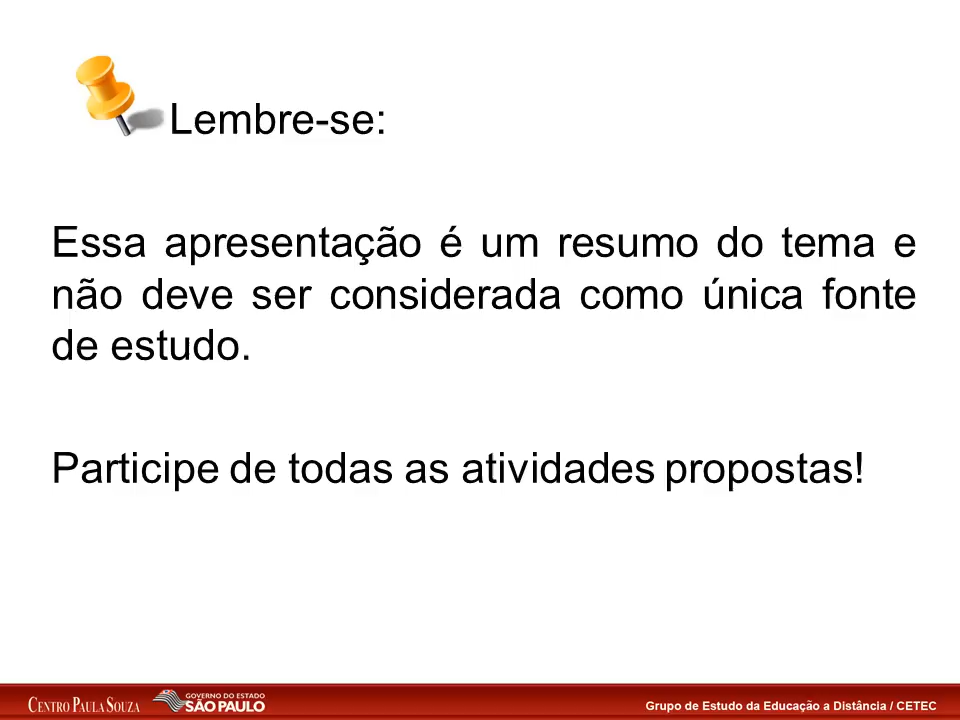 Lembre-se:
Essa apresentação é um resumo do tema e
não deve ser considerada como única fonte
de estudo.
Participe de todas as atividades propostas!
CENTRO PAULA SOUZA
GOVERNO DO ESTADO
SÃO PAULO
Grupo de Estudo da Educação a Distância / CETEC